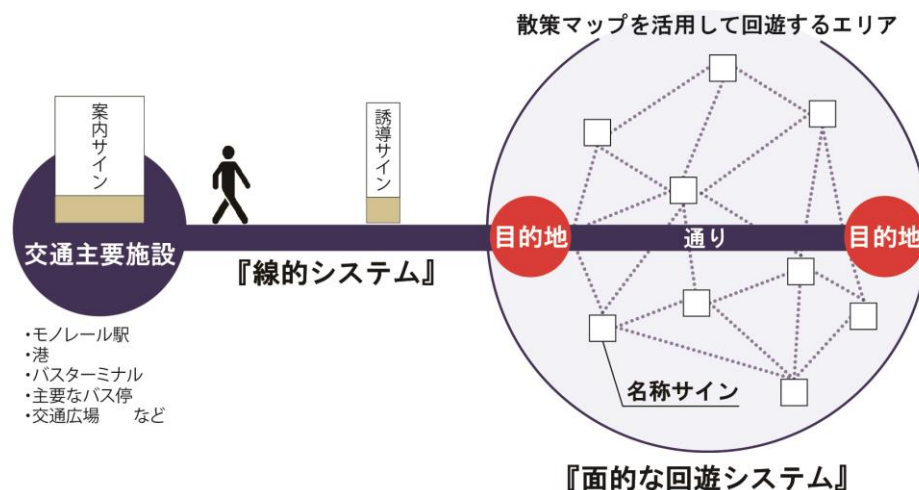 散策マップを活用して回遊するエリア
案内サイン
誘導サイン
交通主要施設
目的地
通り
目的地
『線的システム』
・モノレール駅
・港
・バスターミナル
・主要なバス停
・交通広場　など
名称サイン
『面的な回遊システム』